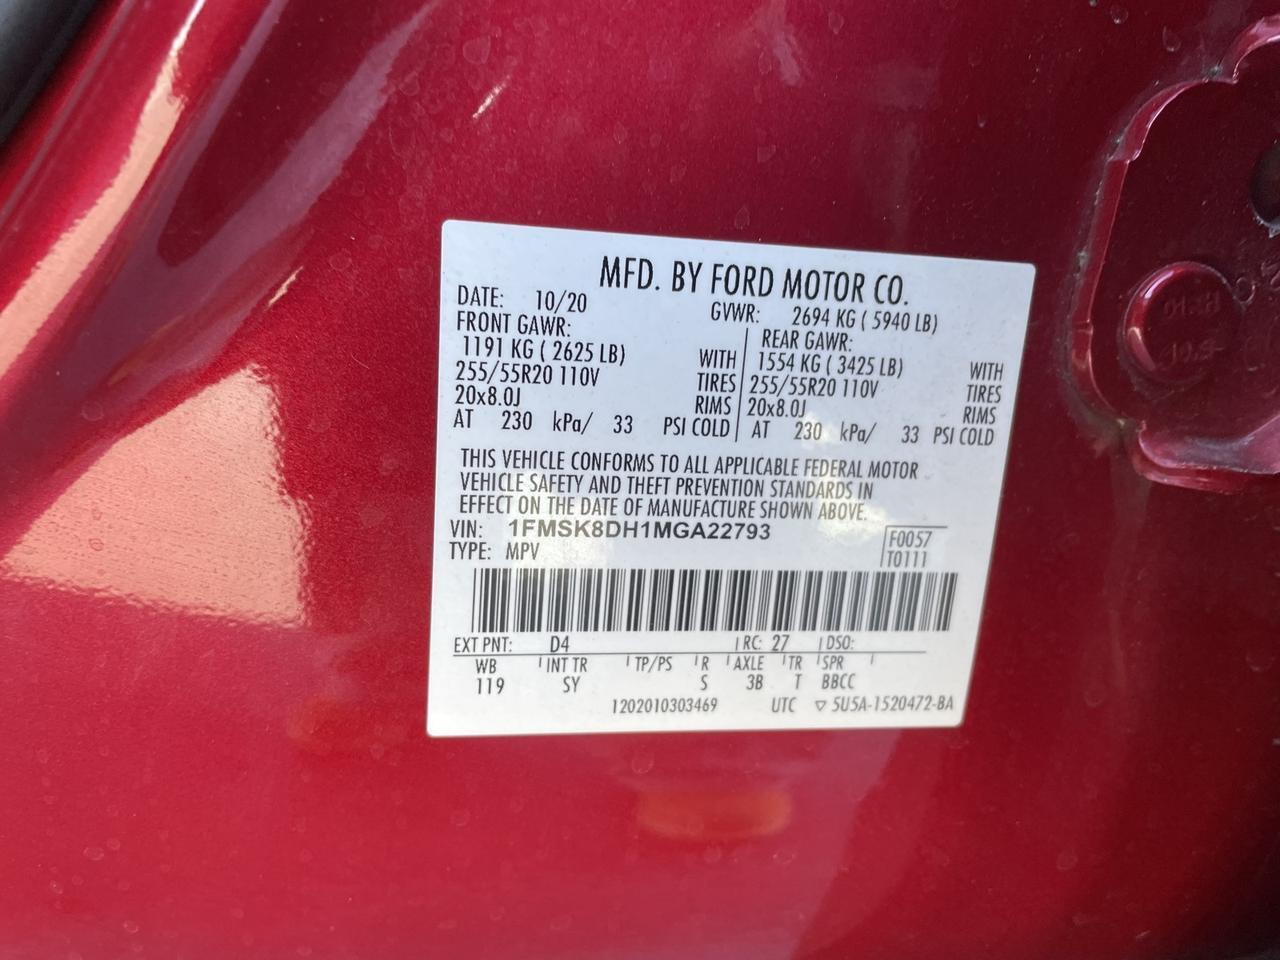 MFD. BY FORD MOTOR CO.
DATE: 10/20 GVWR: 2694 KG ( 5940 LB)
FRONT GAWR: REAR GAWR:
1191 KG ( 2625 LB) WITH 1554 KG ( 3425 LB) WITH
255/55R20 110V TIRES 255/55R20 110V TIRES
20x8.0J RIMS 20x8.0J RIMS
AT 230 kPa/ 33 PSI COLD AT 230 kPa/ 33 PSI COLD
THIS VEHICLE CONFORMS TO ALL APPLICABLE FEDERAL MOTOR
VEHICLE SAFETY AND THEFT PREVENTION STANDARDS IN
EFFECT ON THE DATE OF MANUFACTURE SHOWN ABOVE.
VIN: 1FMSK8DH1MGA22793 F0057
TYPE: MPV T0111
EXT PNT: D4 RC: 27 DSO:
WB INT TR TP/PS R AXLE TR SPR
119 SY S 3B T BBCC
1202010303469 UTC ▽ 5U5A-1520472-BA